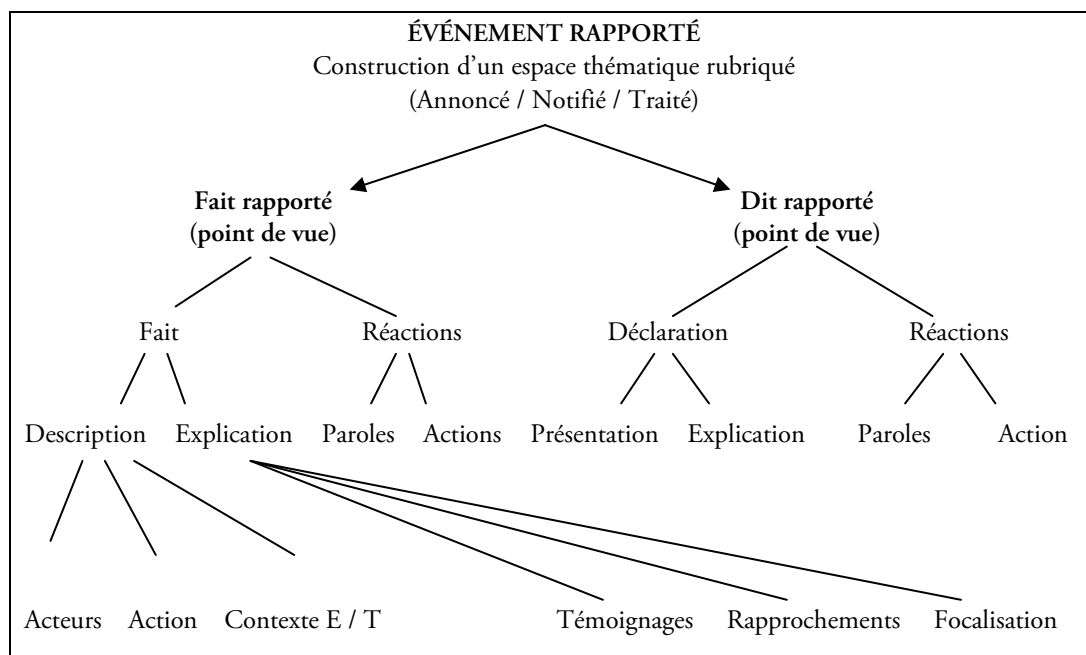 ÉVÉNEMENT RAPPORTÉ
Construction d’un espace thématique rubriqué
(Annoncé / Notifié / Traité)
Fait rapporté Dit rapporté
(point de vue) (point de vue)
Fait Réactions Déclaration Réactions
Description Explication Paroles Actions Présentation Explication Paroles Action
Acteurs Action Contexte E / T Témoignages Rapprochements Focalisation